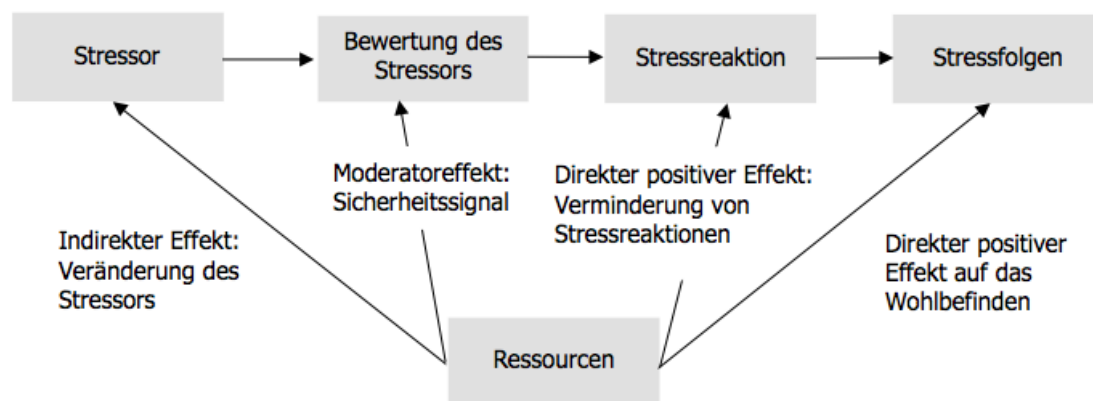 Stressor
Bewertung des
Stressors
Stressreaktion
Stressfolgen
Moderatoreffekt:
Sicherheitssignal
Direkter positiver Effekt:
Verminderung von
Stressreaktionen
Indirekter Effekt:
Veränderung des
Stressors
Direkter positiver
Effekt auf das
Wohlbefinden
Ressourcen